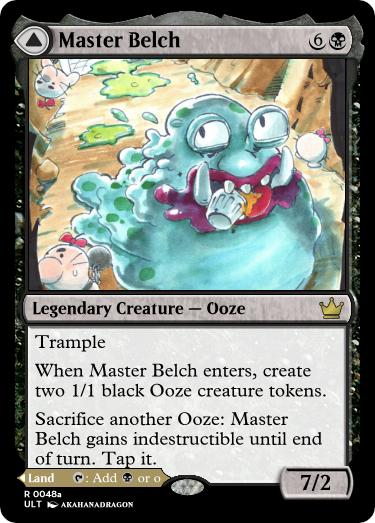 Master Belch 6
Legendary Creature — Ooze
Trample
When Master Belch enters, create
two 1/1 black Ooze creature tokens.
Sacrifice another Ooze: Master
Belch gains indestructible until end
of turn. Tap it.
Land : Add or o
7/2
R 0048a
ULT AKAHANADRAGON